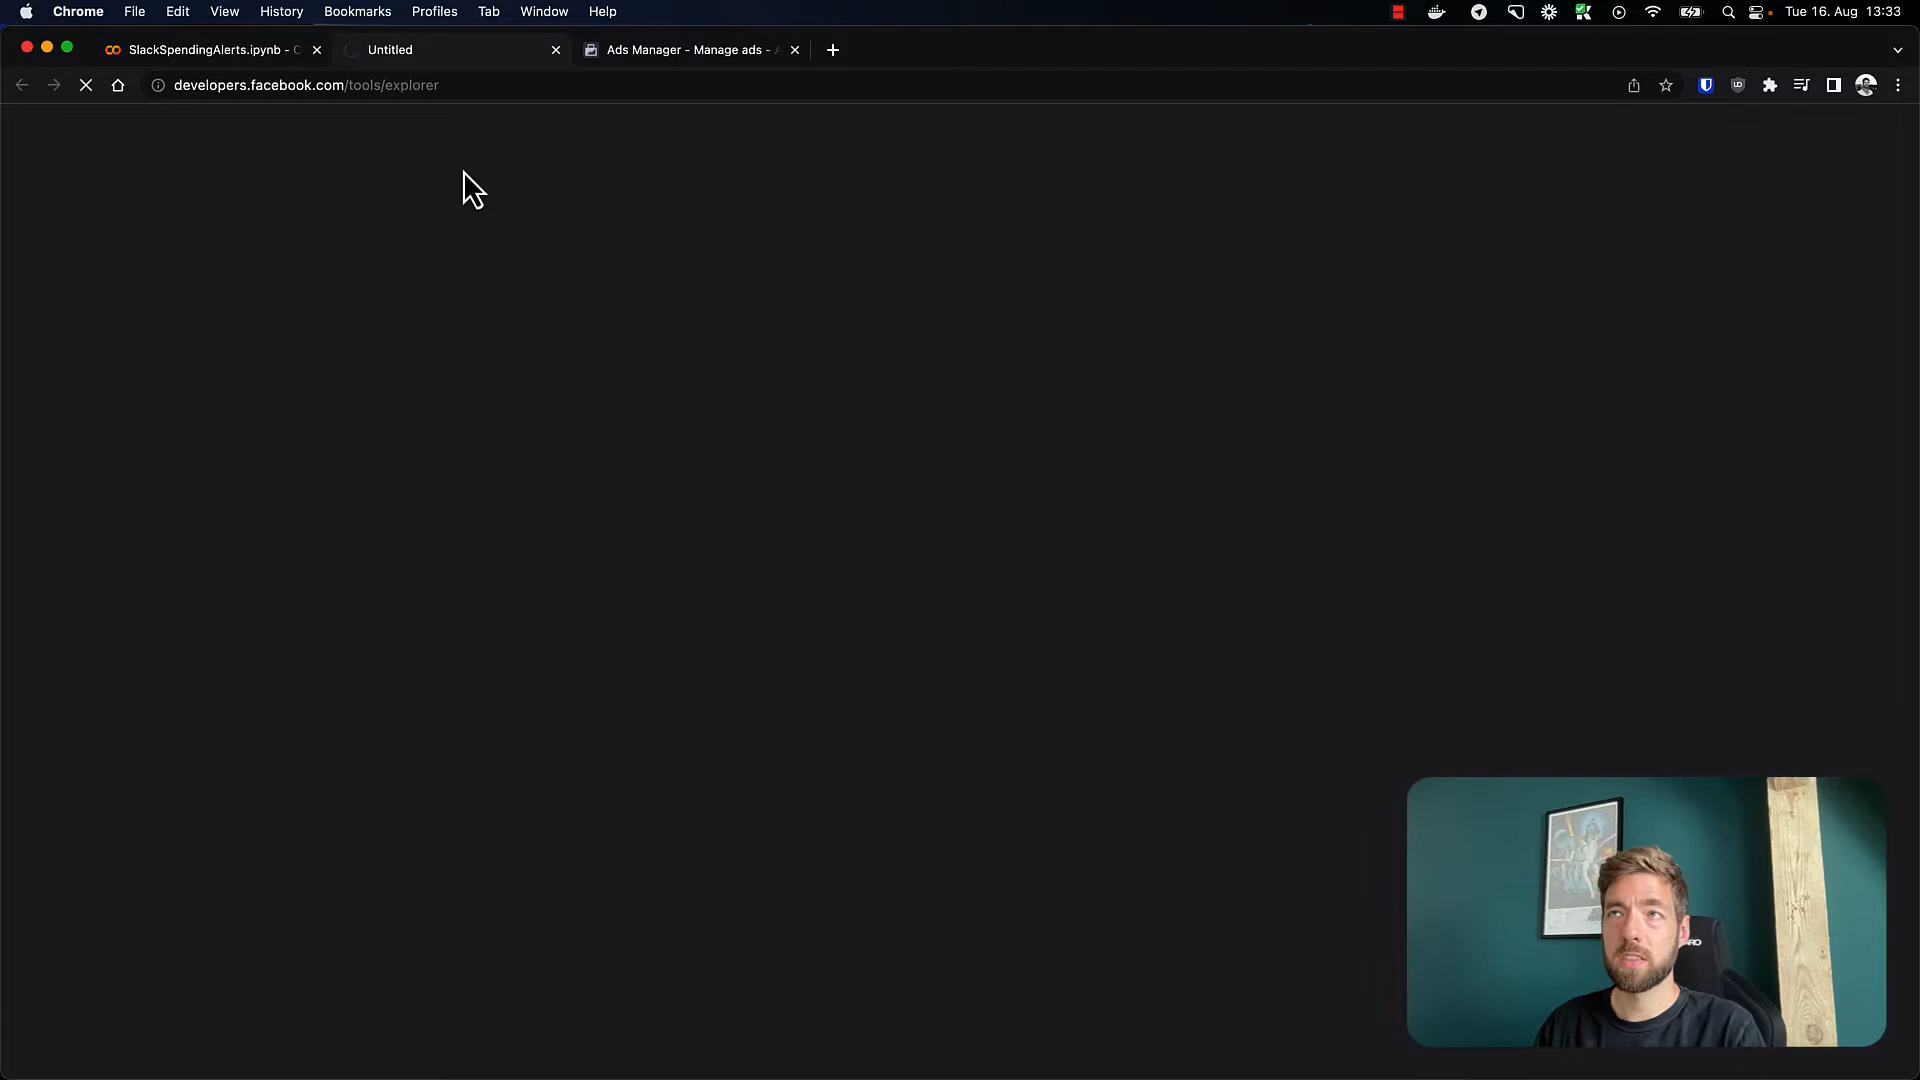 Chrome File Edit View History Bookmarks Profiles Tab Window Help
Tue 16. Aug 13:33
SlackSpendingAlerts.ipynb - C
Untitled
Ads Manager - Manage ads -
developers.facebook.com/tools/explorer